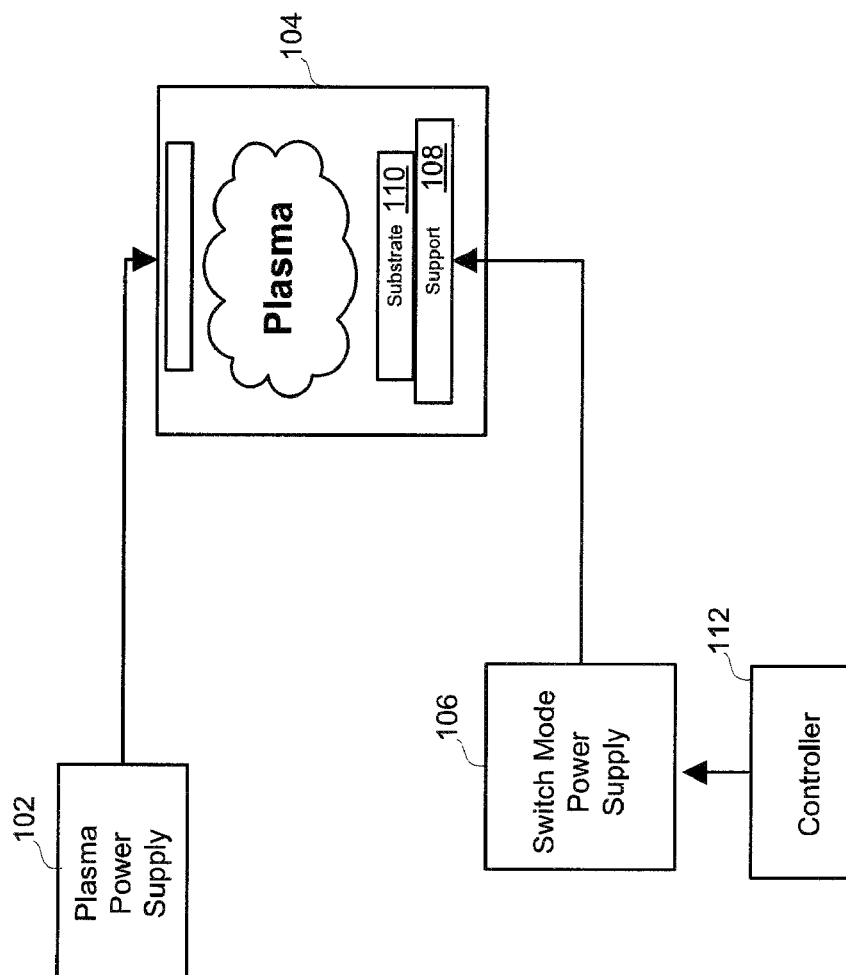 102
Plasma
Power
Supply
104
Plasma
Substrate 110
Support 108
106
Switch Mode
Power
Supply
112
Controller